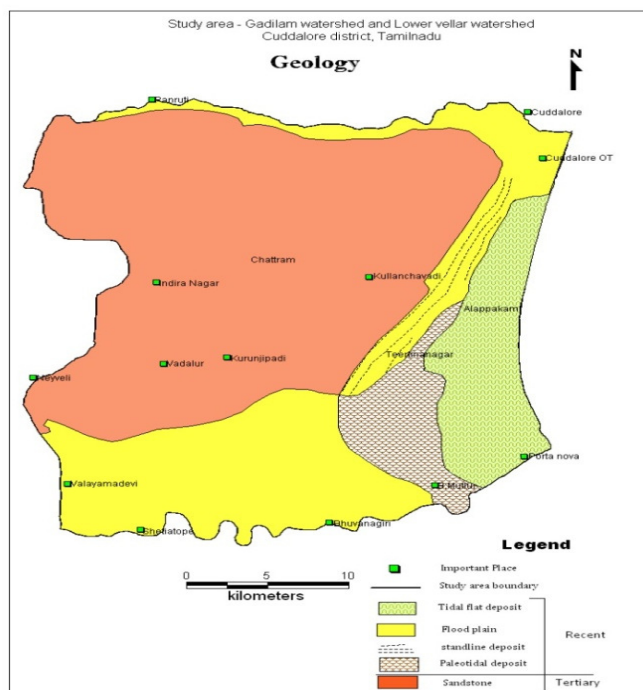 Study area - Gadilam watershed and Lower vellar watershed
Cuddalore district, Tamilnadu
Geology
N
Panruti
Cuddalore
Cuddalore OT
Chattram
Kullanchavadi
Indira Nagar
Alappakam
Kurunjipadi
Vadalur
Neyveli
Porta nova
Valayamadevi
Bhuvanagiri
Shetiatope
0 5 10
kilometers
Legend
Important Place
Study area boundary
Tidal flat deposit
Flood plain
standline deposit
Paleotidal deposit
Sandstone
Recent
Tertiary